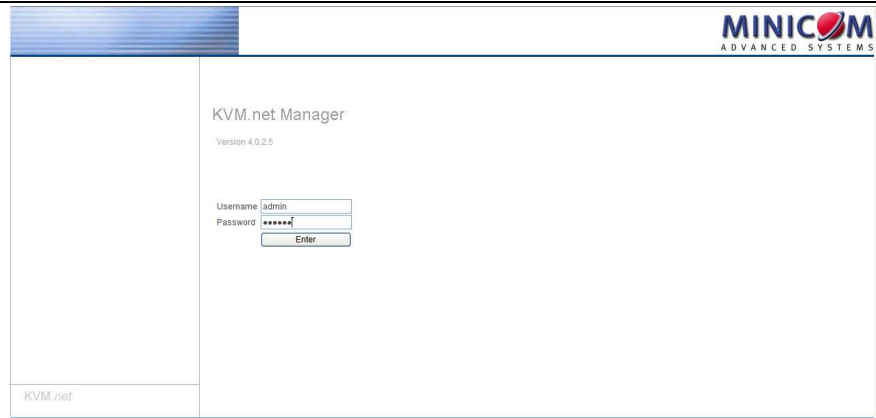 MINICOM
ADVANCED SYSTEMS
KVM.net Manager
Version 4.0.2.5
Username admin
Password ••••••
Enter
KVM.net